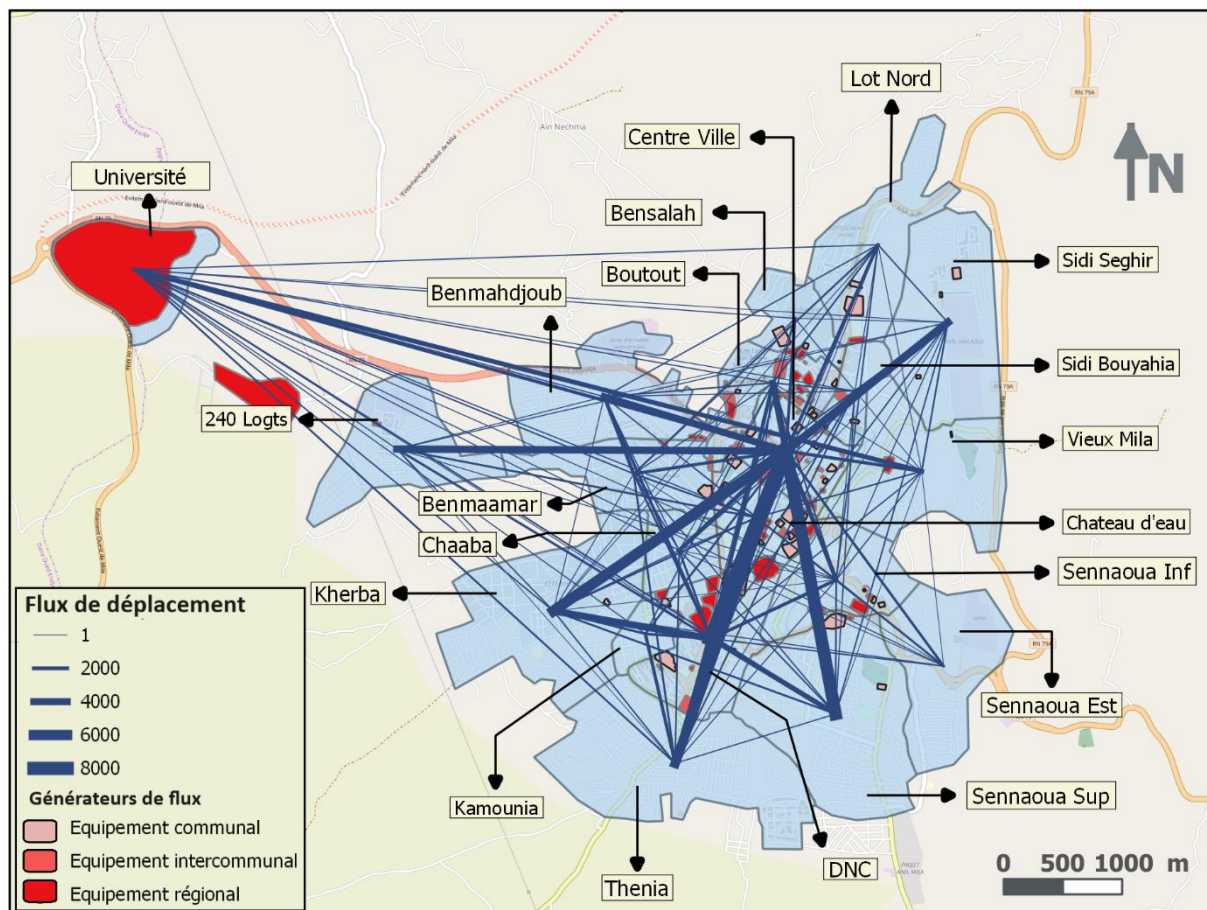 Lot Nord
RN 79A
Ain Nechma
Centre Ville
N
Université
Bensalah
Boutout
Sidi Seghir
Benmahdjoub
Sidi Bouyahia
240 Logts
Vieux Mila
Benmaamar
Chateau d'eau
Chaaba
Sennaoua Inf
Kherba
Flux de déplacement
1
2000
4000
6000
8000
RN 79A
Sennaoua Est
Générateurs de flux
Equipement communal
Equipement intercommunal
Equipement régional
Kamounia
Sennaoua Sup
Thenia
DNC
0 500 1000 m